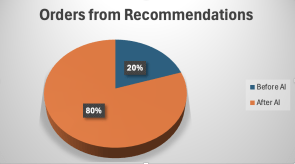 Orders from Recommendations
20%
80%
Before AI
After AI